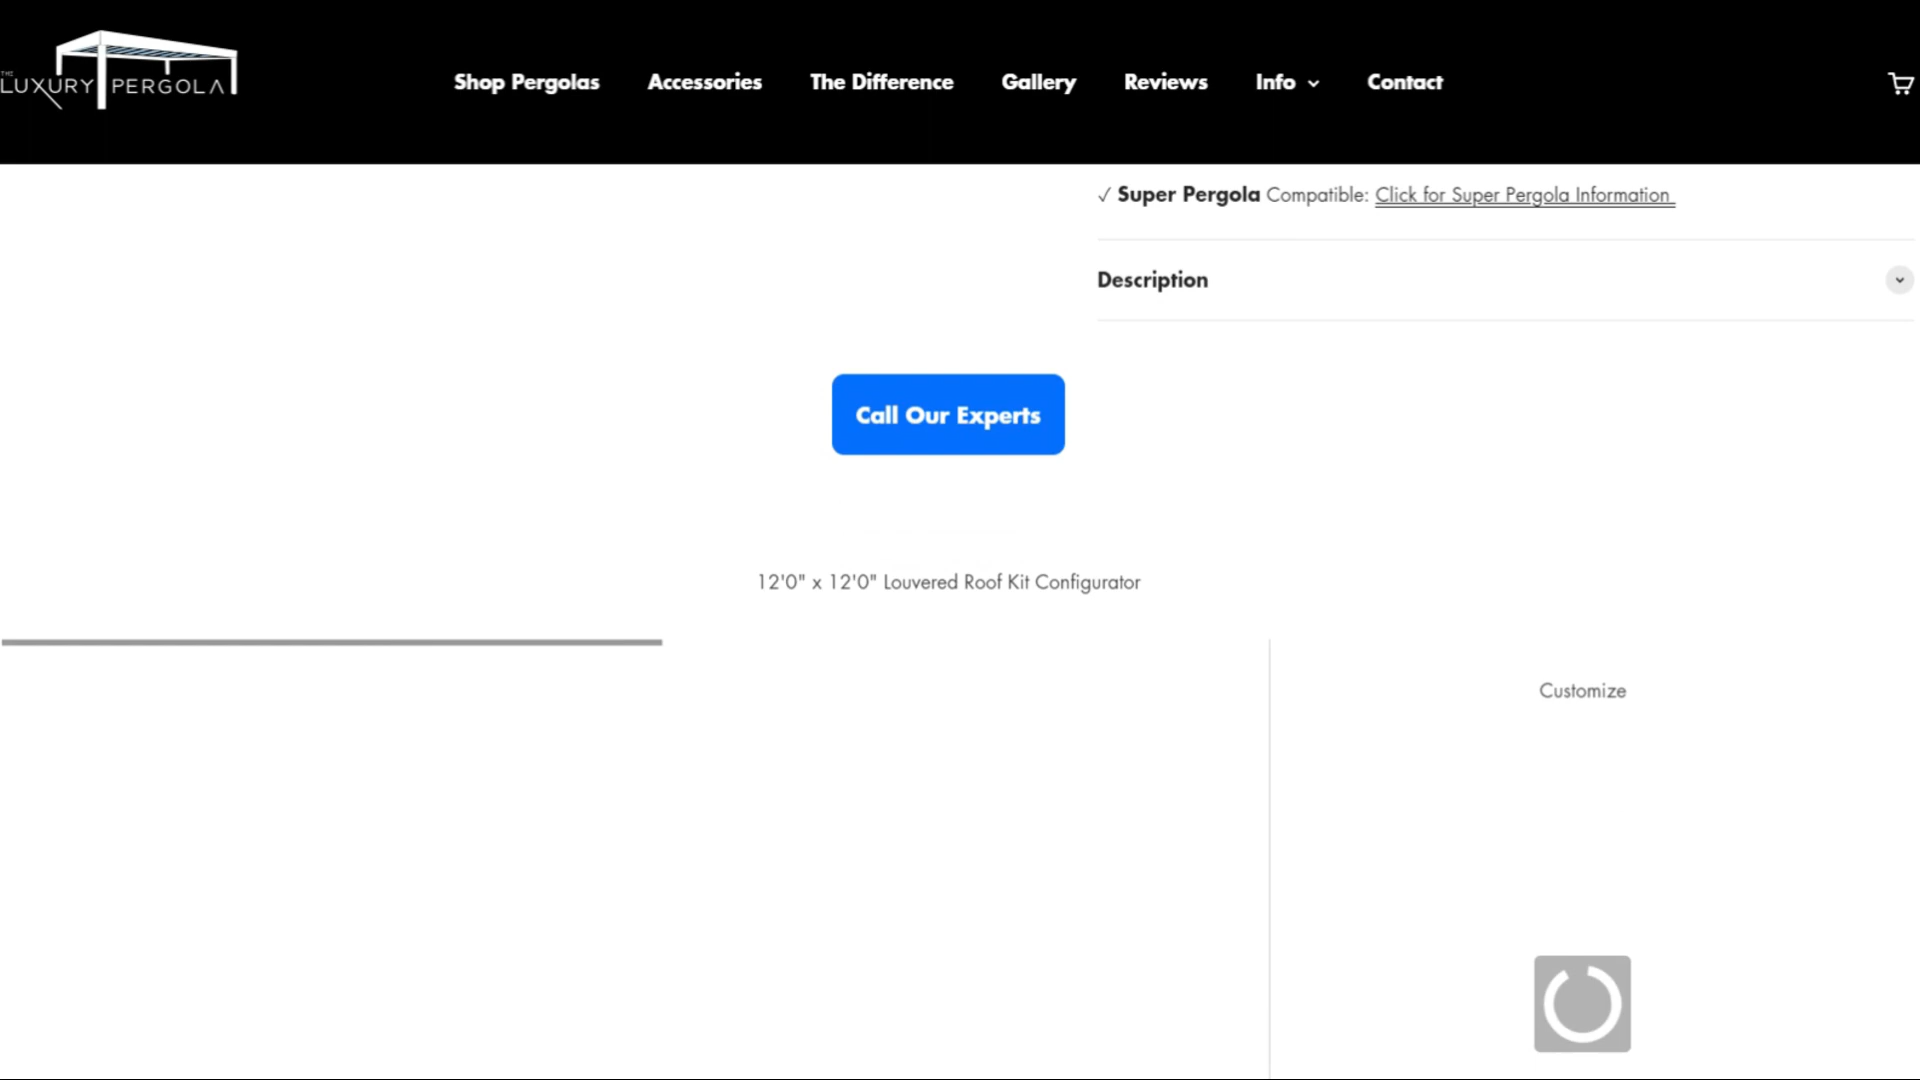 THE
LUXURY PERGOLA
Shop Pergolas
Accessories
The Difference
Gallery
Reviews
Info
Contact
✓ Super Pergola Compatible: Click for Super Pergola Information
Description
Call Our Experts
12'0" x 12'0" Louvered Roof Kit Configurator
Customize